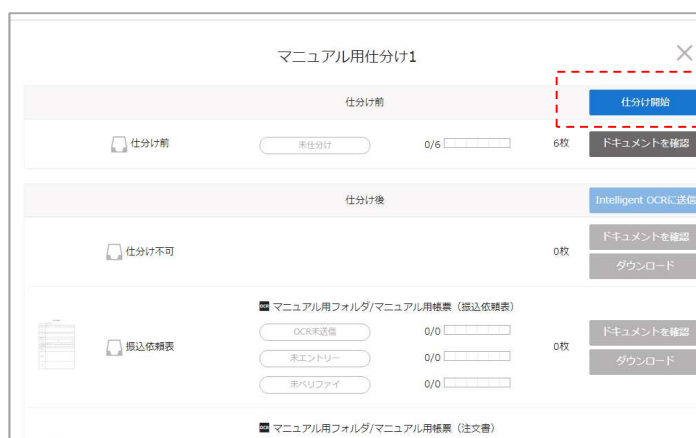 マニュアル用仕分け1
仕分け前 仕分け開始
仕分け前 未仕分け 0/6 6枚 ドキュメントを確認
仕分け後 Intelligent OCRに送信
仕分け不可 0枚 ドキュメントを確認
ダウンロード
OCR マニュアル用フォルダ/マニュアル用帳票（振込依頼表）
振込依頼表 OCR未送信 0/0 0枚 ドキュメントを確認
未エントリー 0/0 ダウンロード
未ベリファイ 0/0
OCR マニュアル用フォルダ/マニュアル用帳票（注文書）